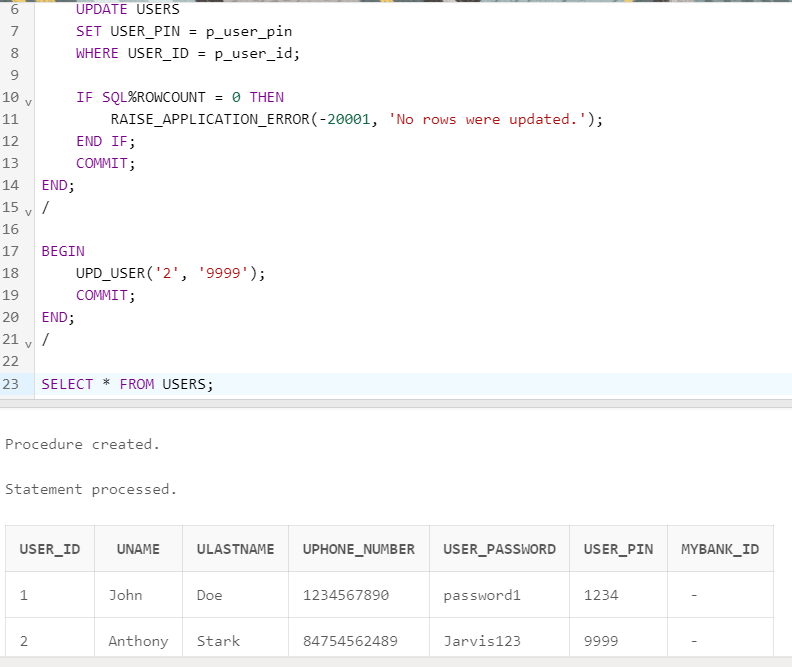 6 UPDATE USERS
7 SET USER_PIN = p_user_pin
8 WHERE USER_ID = p_user_id;
9
10 v IF SQL%ROWCOUNT = 0 THEN
11 RAISE_APPLICATION_ERROR(-20001, 'No rows were updated.');
12 END IF;
13 COMMIT;
14 END;
15 v /
16
17 BEGIN
18 UPD_USER('2', '9999');
19 COMMIT;
20 END;
21 v /
22
23 SELECT * FROM USERS;
Procedure created.
Statement processed.
USER_ID UNAME ULASTNAME UPHONE_NUMBER USER_PASSWORD USER_PIN MYBANK_ID
1 John Doe 1234567890 password1 1234 -
2 Anthony Stark 84754562489 Jarvis123 9999 -